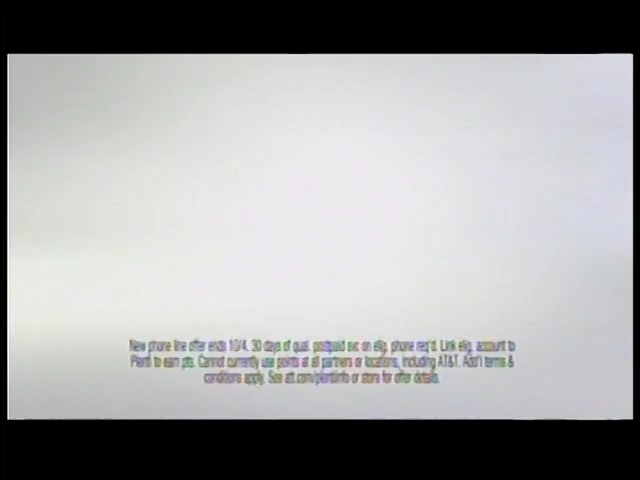 New phone line offer ends 10/4. 30 days of qual. postpaid svc on elig. phone req'd. Link elig. account to
Plenti to earn pts. Cannot currently use points at all partners or locations, including AT&T. Add'l terms &
conditions apply. See att.com/plentiinfo or store for offer details.